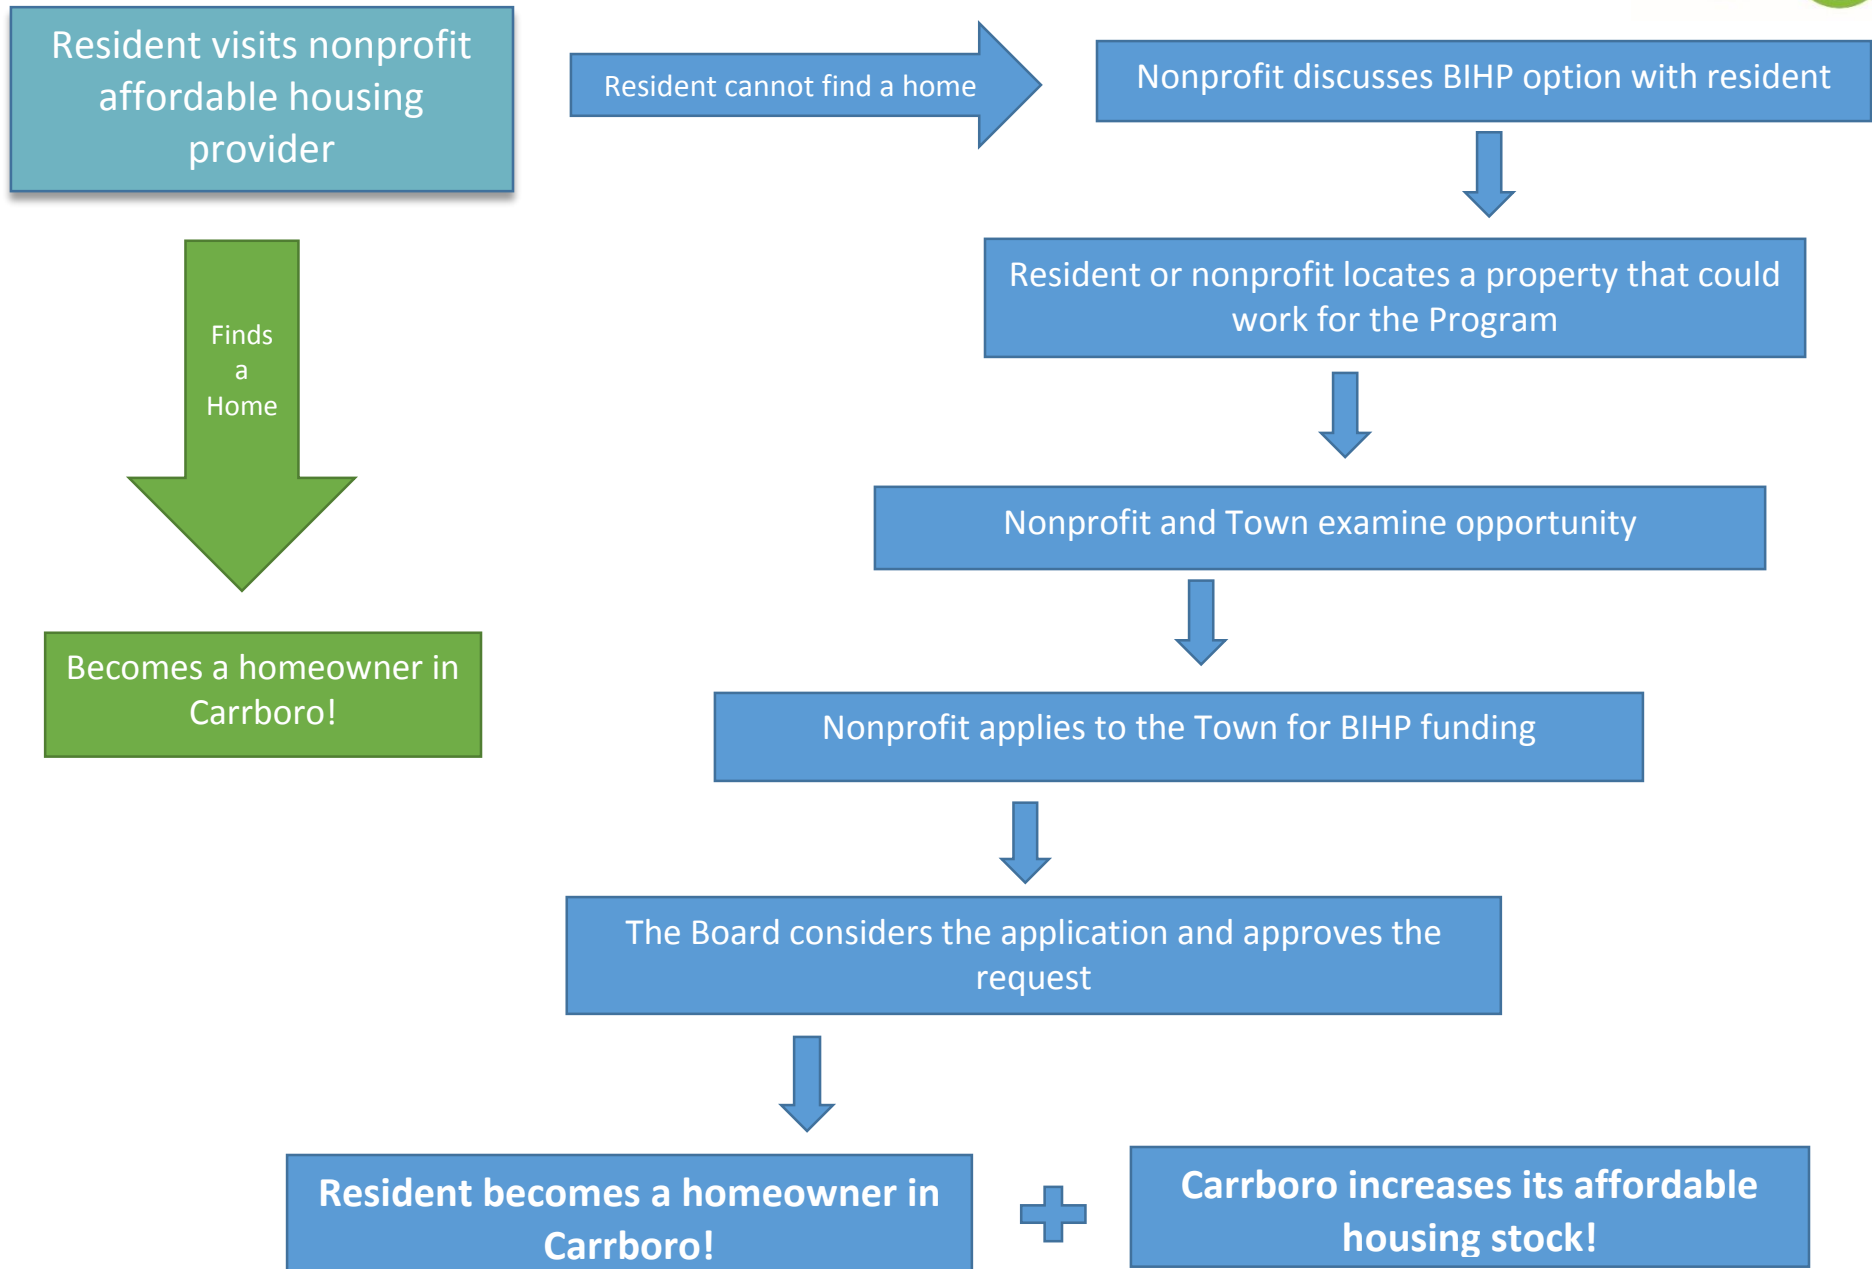 Resident visits nonprofit
affordable housing
provider
Resident cannot find a home
Nonprofit discusses BIHP option with resident
Resident or nonprofit locates a property that could
work for the Program
Finds
a
Home
Nonprofit and Town examine opportunity
Becomes a homeowner in
Carrboro!
Nonprofit applies to the Town for BIHP funding
The Board considers the application and approves the
request
Resident becomes a homeowner in
Carrboro!
Carrboro increases its affordable
housing stock!